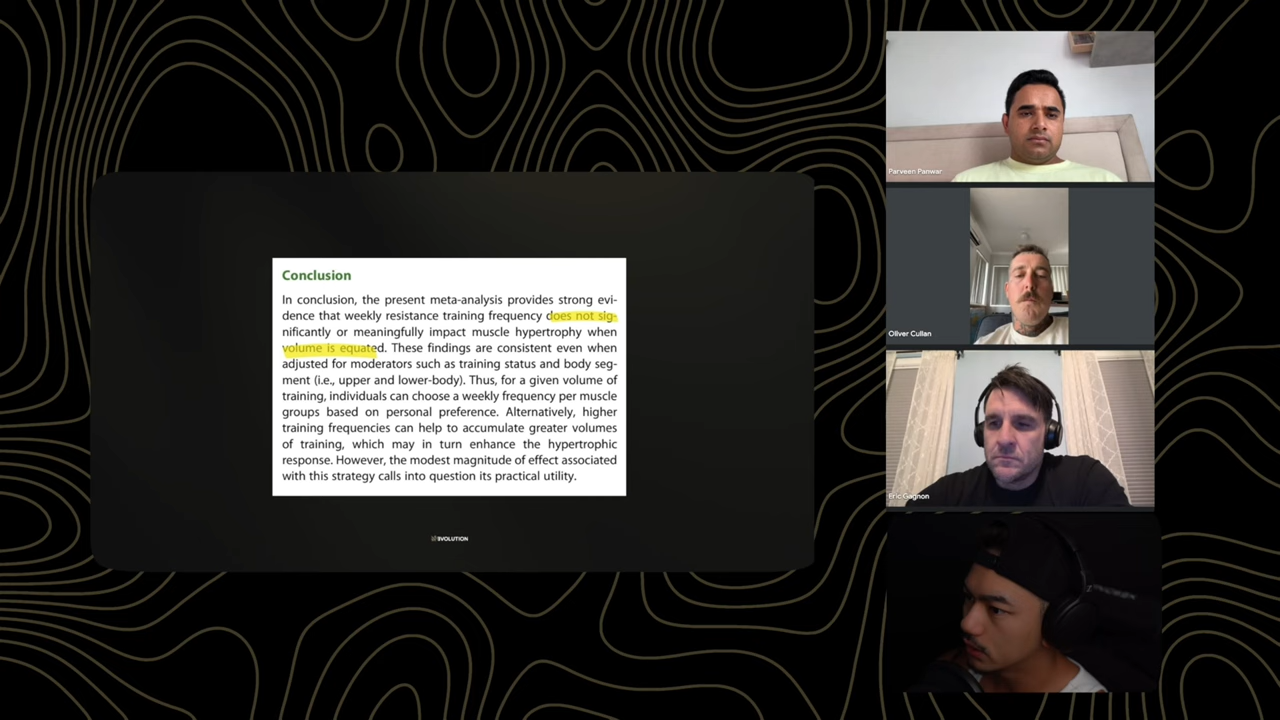 Conclusion
In conclusion, the present meta-analysis provides strong evi-
dence that weekly resistance training frequency does not sig-
nificantly or meaningfully impact muscle hypertrophy when
volume is equated. These findings are consistent even when
adjusted for moderators such as training status and body seg-
ment (i.e., upper and lower-body). Thus, for a given volume of
training, individuals can choose a weekly frequency per muscle
groups based on personal preference. Alternatively, higher
training frequencies can help to accumulate greater volumes
of training, which may in turn enhance the hypertrophic
response. However, the modest magnitude of effect associated
with this strategy calls into question its practical utility.
3VOLUTION
Parveen Panwar
Oliver Cullan
Eric Gagnon